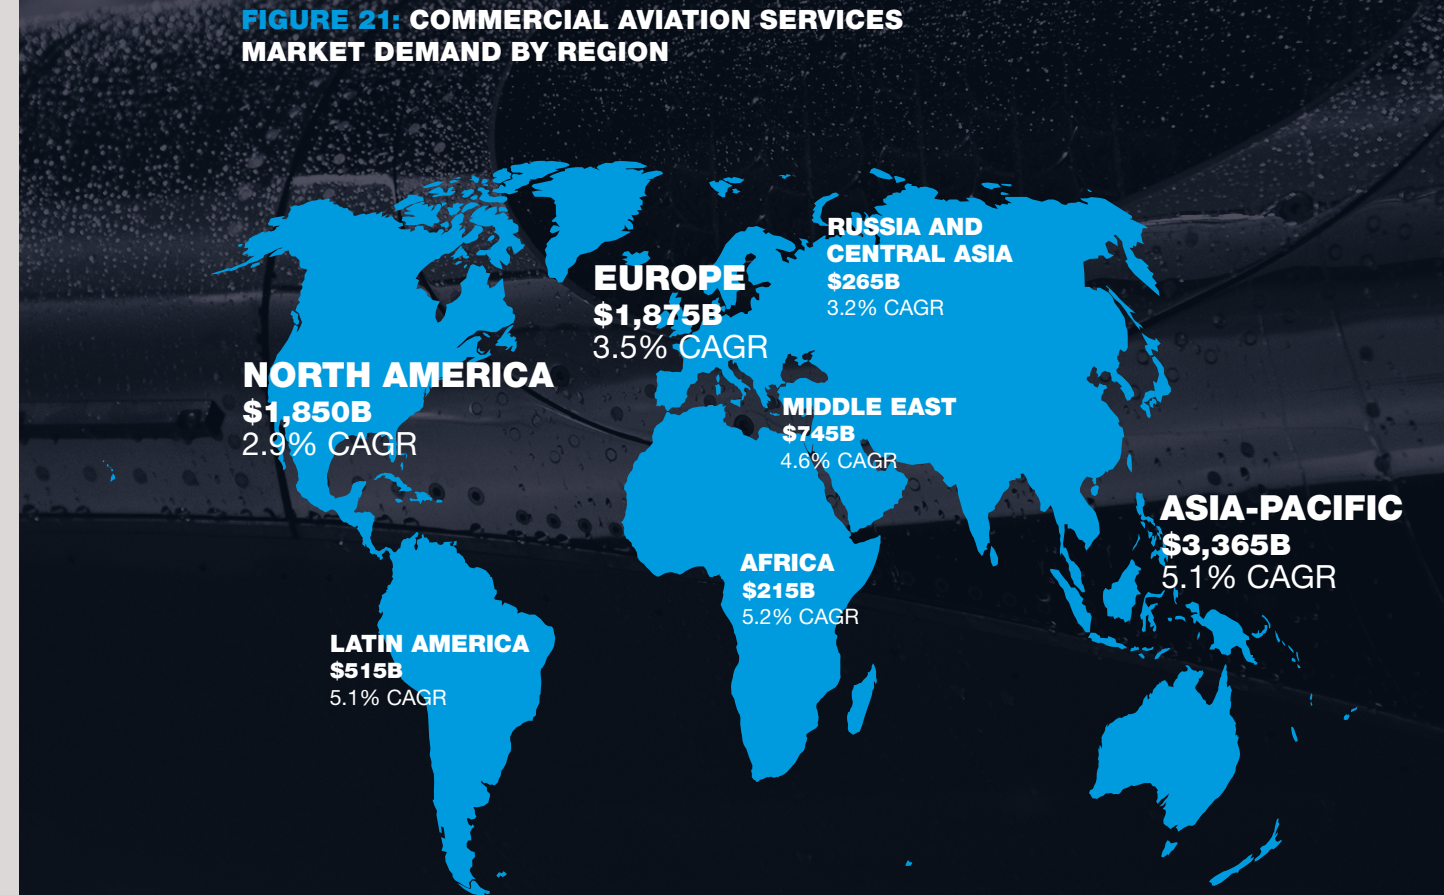 FIGURE 21: COMMERCIAL AVIATION SERVICES
MARKET DEMAND BY REGION
RUSSIA AND
CENTRAL ASIA
$265B
3.2% CAGR
EUROPE
$1,875B
3.5% CAGR
NORTH AMERICA
$1,850B
2.9% CAGR
MIDDLE EAST
$745B
4.6% CAGR
ASIA-PACIFIC
$3,365B
5.1% CAGR
AFRICA
$215B
5.2% CAGR
LATIN AMERICA
$515B
5.1% CAGR